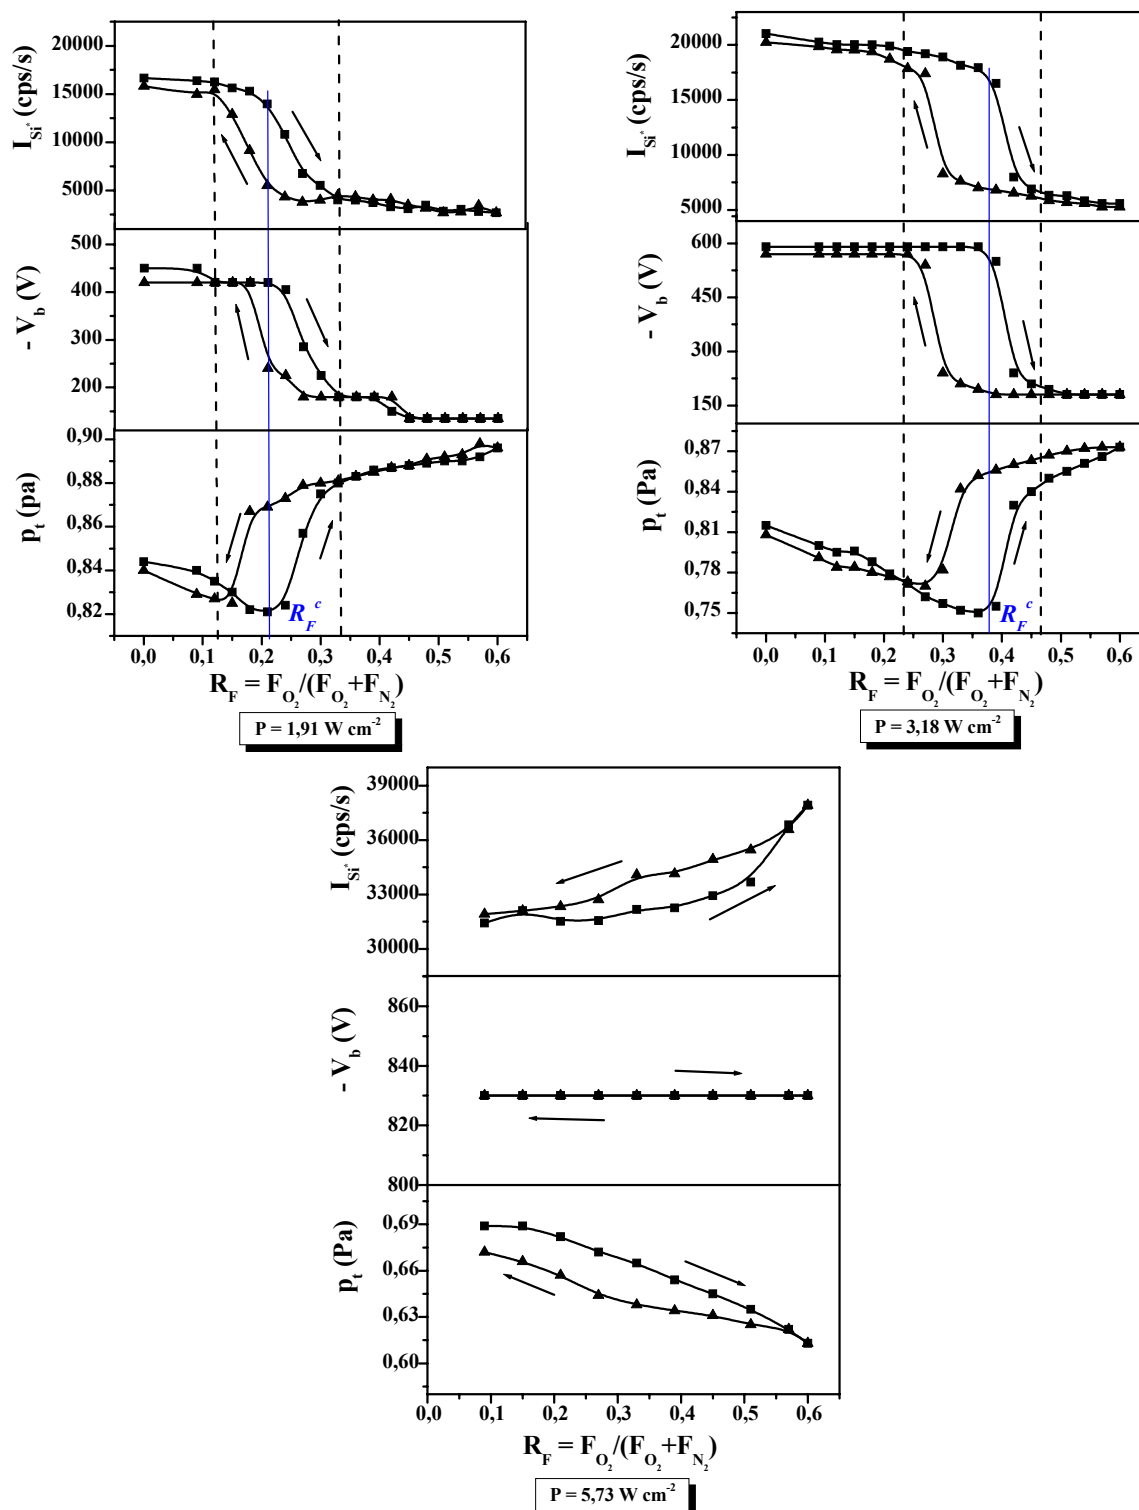 I_Si* (cps/s)
20000
15000
10000
5000
- V_b (V)
500
400
300
200
p_t (pa)
0,90
0,88
0,86
0,84
0,82
R_F^c
0,0 0,1 0,2 0,3 0,4 0,5 0,6
R_F = F_O₂/(F_O₂+F_N₂)
P = 1,91 W cm⁻²
I_Si* (cps/s)
20000
15000
10000
5000
- V_b (V)
600
450
300
150
p_t (Pa)
0,87
0,84
0,81
0,78
0,75
R_F^c
0,0 0,1 0,2 0,3 0,4 0,5 0,6
R_F = F_O₂/(F_O₂+F_N₂)
P = 3,18 W cm⁻²
I_Si* (cps/s)
39000
36000
33000
30000
- V_b (V)
860
840
820
800
p_t (Pa)
0,69
0,66
0,63
0,60
0,0 0,1 0,2 0,3 0,4 0,5 0,6
R_F = F_O₂/(F_O₂+F_N₂)
P = 5,73 W cm⁻²